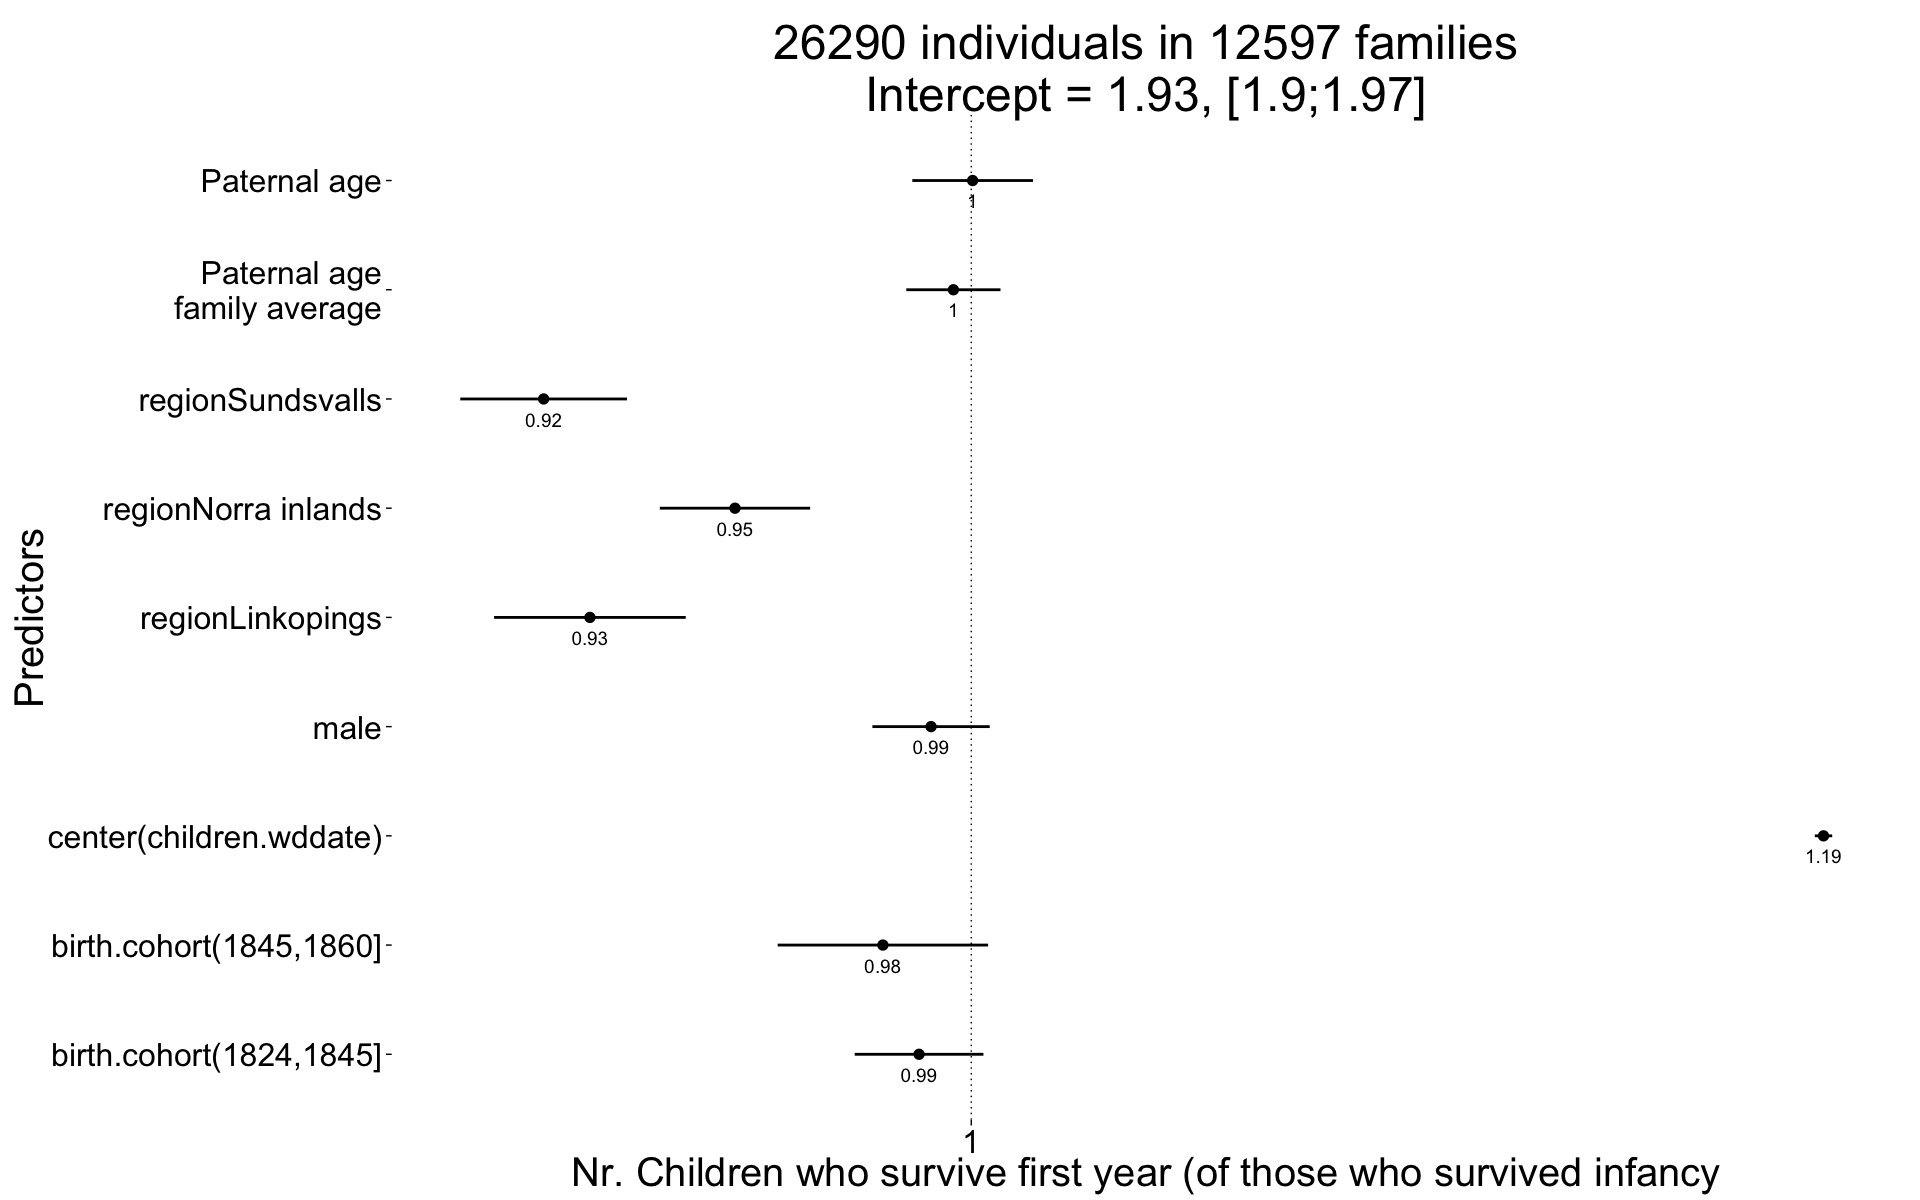 26290 individuals in 12597 families
Intercept = 1.93, [1.9;1.97]
Predictors
Paternal age
1
Paternal age
family average
1
regionSundsvalls
0.92
regionNorra inlands
0.95
regionLinkopings
0.93
male
0.99
center(children.wddate)
1.19
birth.cohort(1845,1860]
0.98
birth.cohort(1824,1845]
0.99
1
Nr. Children who survive first year (of those who survived infancy